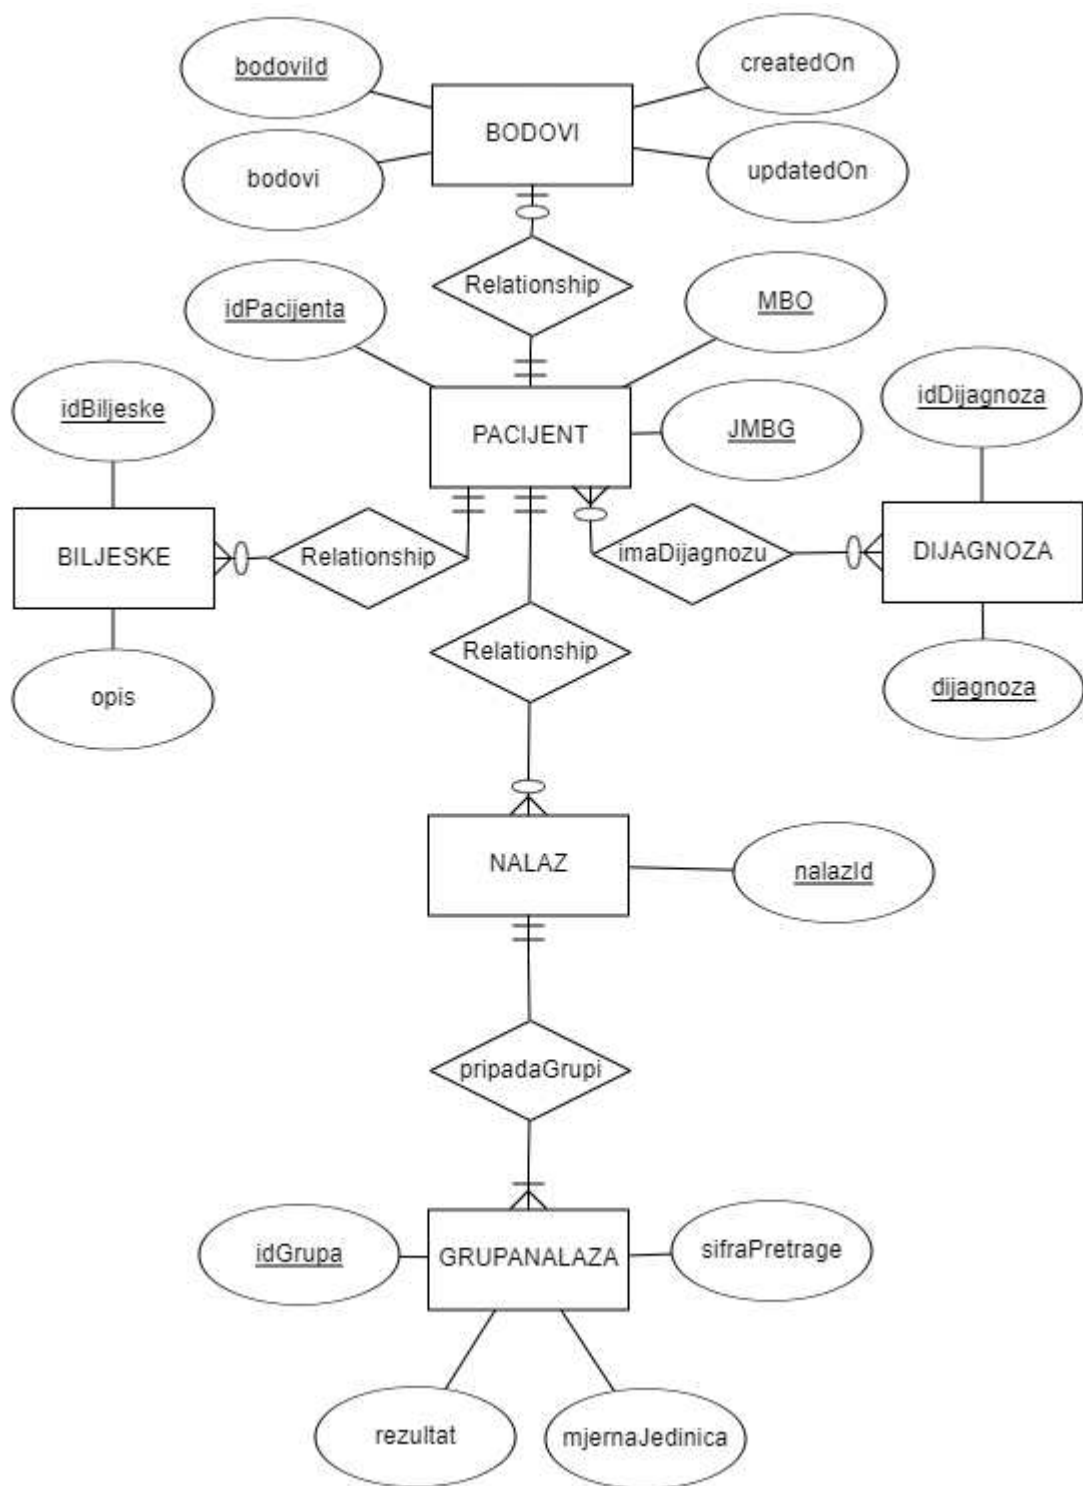 bodoviId
createdOn
BODOVI
bodovi
updatedOn
Relationship
idPacijenta
MBO
idBiljeske
PACIJENT
JMBG
idDijagnoza
BILJESKE
Relationship
imaDijagnozu
DIJAGNOZA
Relationship
opis
dijagnoza
NALAZ
nalazId
pripadaGrupi
idGrupa
GRUPANALAZA
sifraPretrage
rezultat
mjernaJedinica